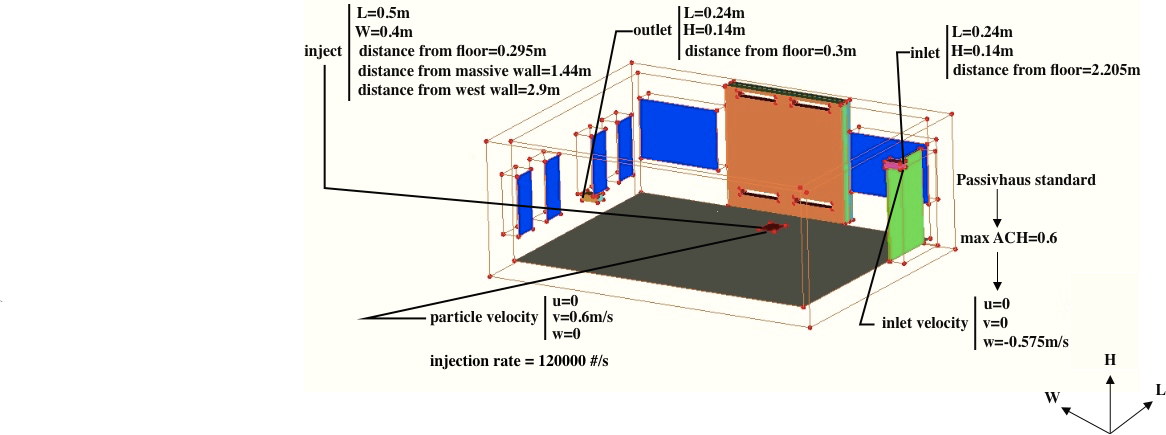 inject
L=0.5m
W=0.4m
distance from floor=0.295m
distance from massive wall=1.44m
distance from west wall=2.9m
outlet
L=0.24m
H=0.14m
distance from floor=0.3m
inlet
L=0.24m
H=0.14m
distance from floor=2.205m
Passivhaus standard
max ACH=0.6
particle velocity
u=0
v=0.6m/s
w=0
injection rate = 120000 #/s
inlet velocity
u=0
v=0
w=-0.575m/s
H
W
L